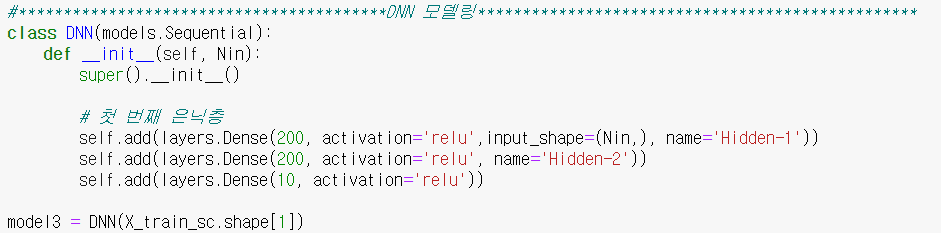 #*****************************************DNN 모델링*************************************************
class DNN(models.Sequential):
    def __init__(self, Nin):
        super().__init__()
        # 첫 번째 은닉층
        self.add(layers.Dense(200, activation='relu',input_shape=(Nin,), name='Hidden-1'))
        self.add(layers.Dense(200, activation='relu', name='Hidden-2'))
        self.add(layers.Dense(10, activation='relu'))
model3 = DNN(X_train_sc.shape[1])